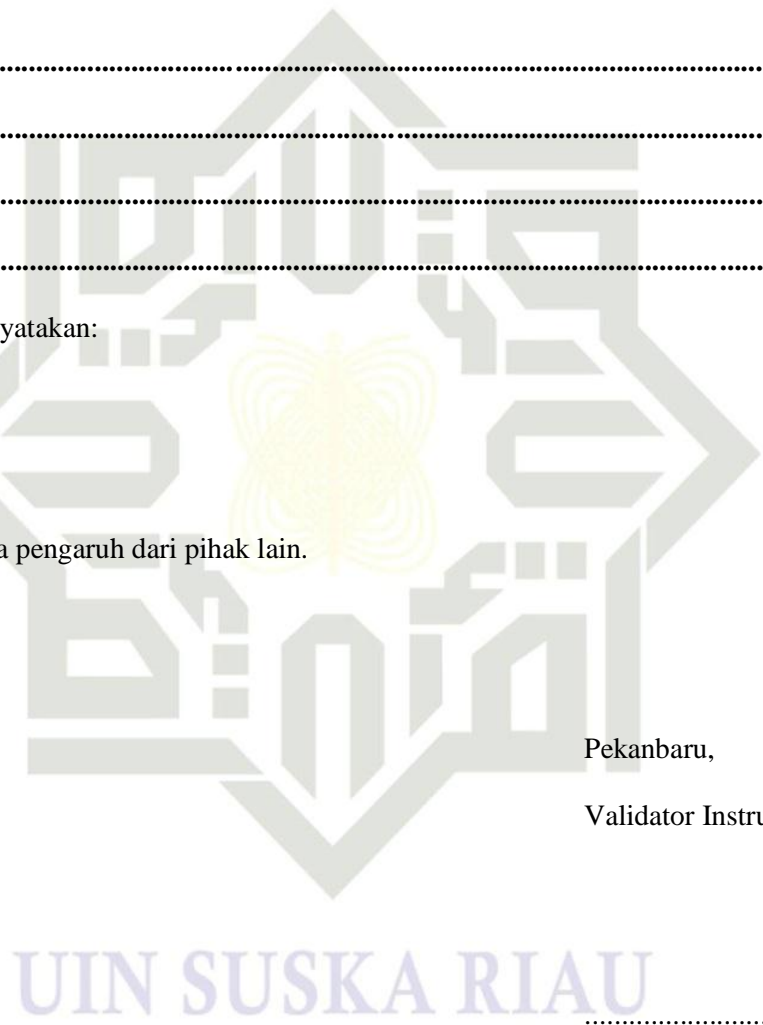 ................................................................................................
................................................................................................
................................................................................................
................................................................................................
yatakan:
a pengaruh dari pihak lain.
Pekanbaru,
Validator Instru
UIN SUSKA RIAU
........................